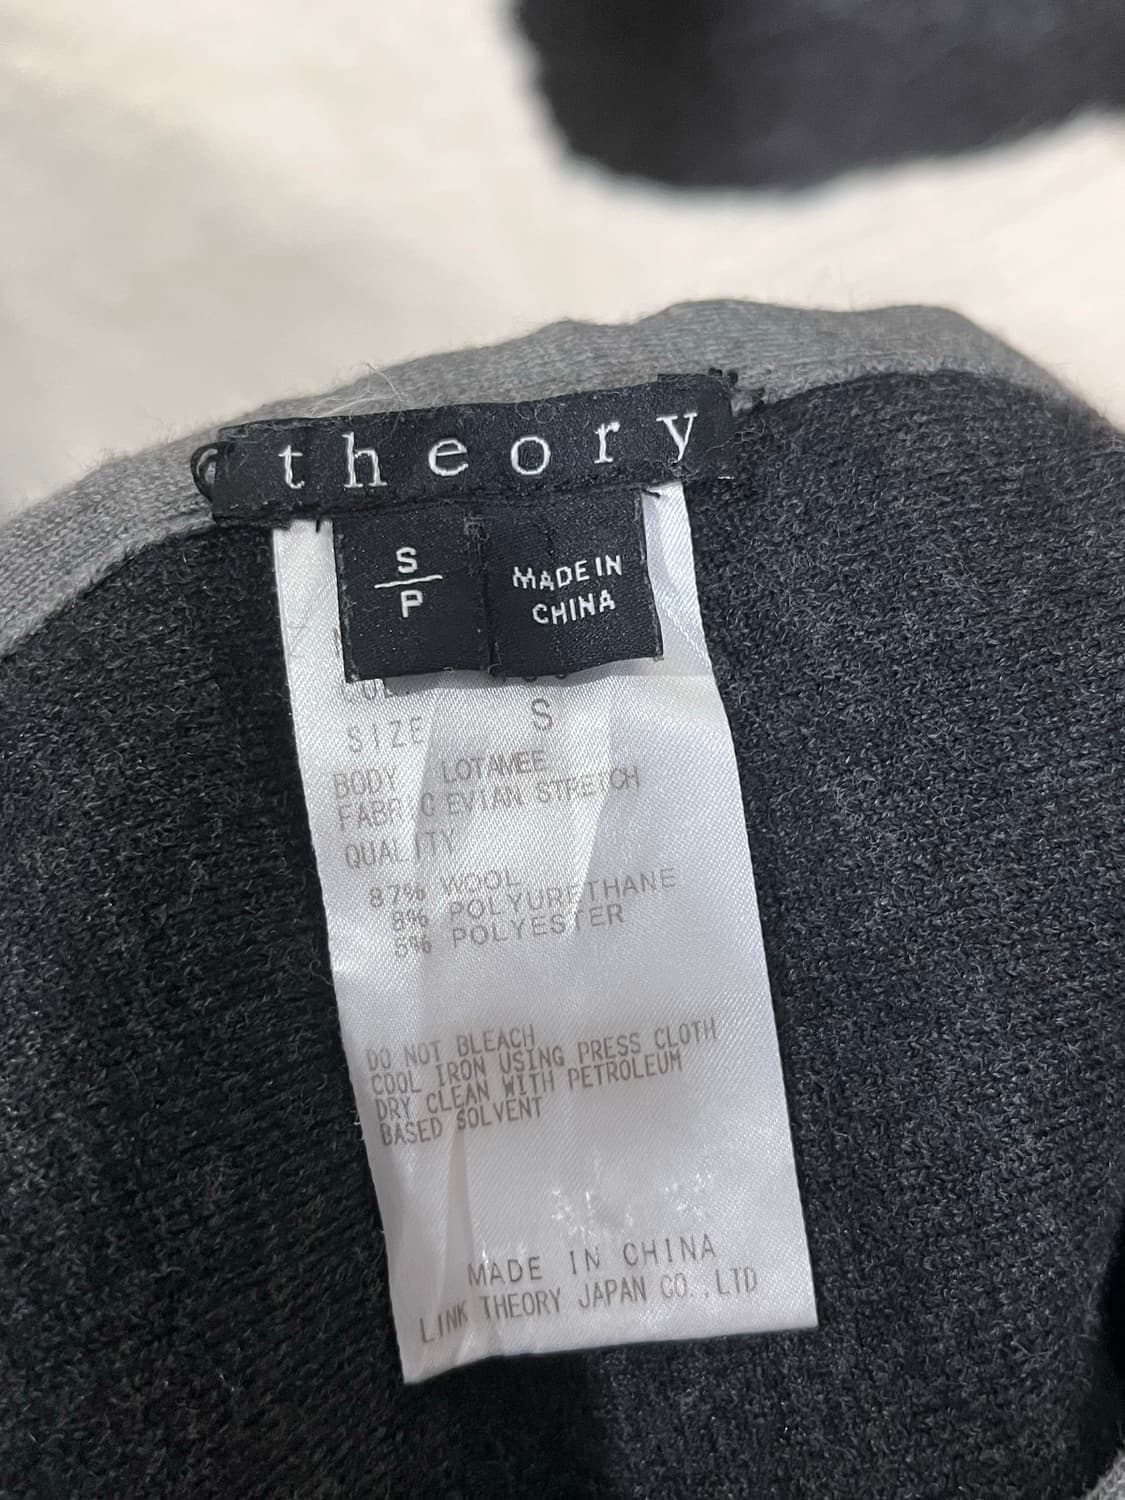 theory
S
P
MADE IN
CHINA
SIZE S
BODY LOTAMEE
FABRIC EVIAN STRETCH
QUALITY
87% WOOL
8% POLYURETHANE
5% POLYESTER
DO NOT BLEACH
COOL IRON USING PRESS CLOTH
DRY CLEAN WITH PETROLEUM
BASED SOLVENT
MADE IN CHINA
LINK THEORY JAPAN CO.,LTD